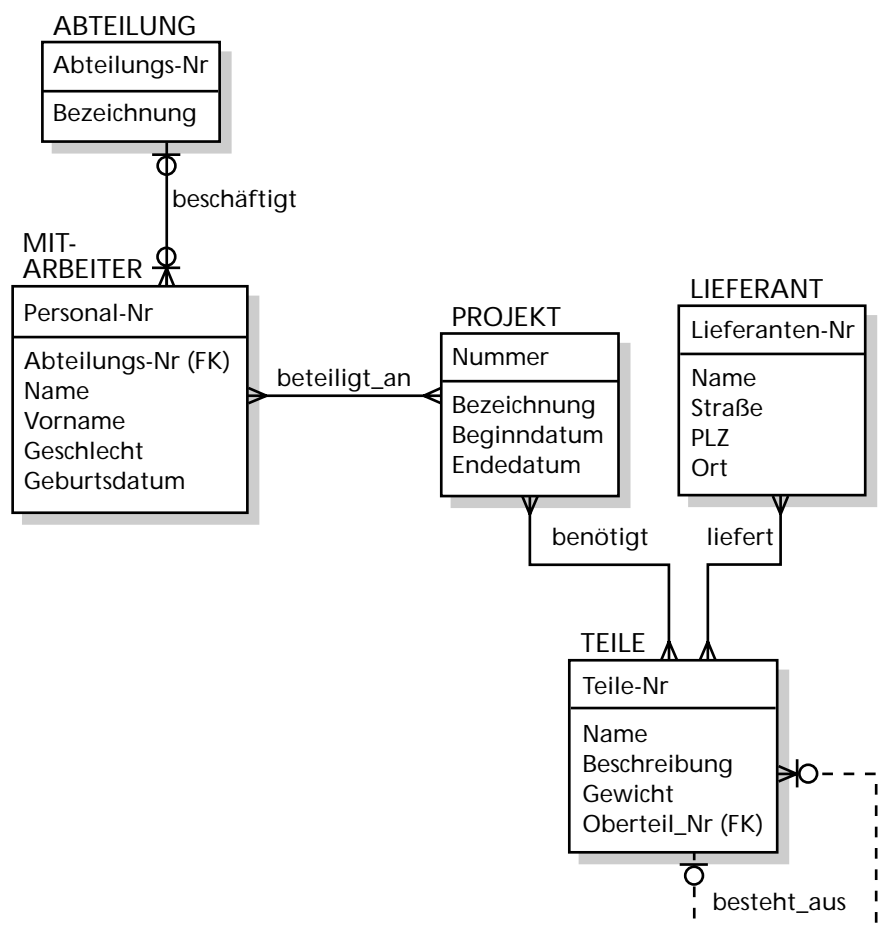 ABTEILUNG
Abteilungs-Nr
Bezeichnung
beschäftigt
MIT-
ARBEITER
Personal-Nr
Abteilungs-Nr (FK)
Name
Vorname
Geschlecht
Geburtsdatum
beteiligt_an
PROJEKT
Nummer
Bezeichnung
Beginndatum
Endedatum
LIEFERANT
Lieferanten-Nr
Name
Straße
PLZ
Ort
benötigt
liefert
TEILE
Teile-Nr
Name
Beschreibung
Gewicht
Oberteil_Nr (FK)
besteht_aus